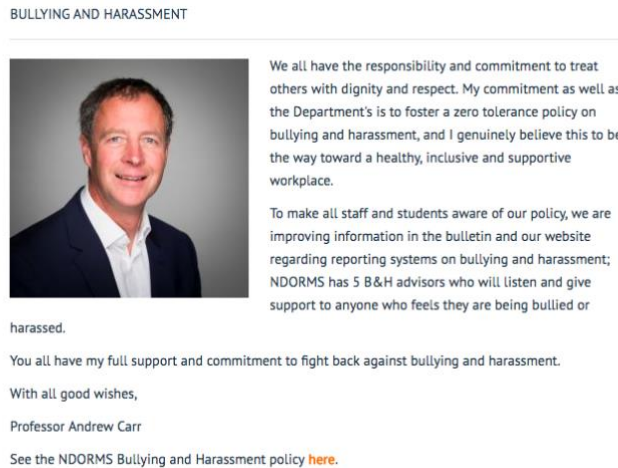 BULLYING AND HARASSMENT
We all have the responsibility and commitment to treat
others with dignity and respect. My commitment as well as
the Department's is to foster a zero tolerance policy on
bullying and harassment, and I genuinely believe this to be
the way toward a healthy, inclusive and supportive
workplace.
To make all staff and students aware of our policy, we are
improving information in the bulletin and our website
regarding reporting systems on bullying and harassment;
NDORMS has 5 B&H advisors who will listen and give
support to anyone who feels they are being bullied or
harassed.
You all have my full support and commitment to fight back against bullying and harassment.
With all good wishes,
Professor Andrew Carr
See the NDORMS Bullying and Harassment policy here.